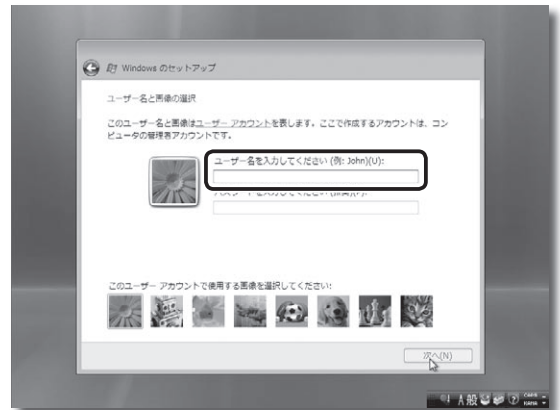 Windows のセットアップ
ユーザー名と画像の選択
このユーザー名と画像はユーザー アカウントを表します。ここで作成するアカウントは、コン
ピュータの管理者アカウントです。
ユーザー名を入力してください (例: John)(U):
このユーザー アカウントで使用する画像を選択してください:
次へ(N)
A 般
CAPS
KANA